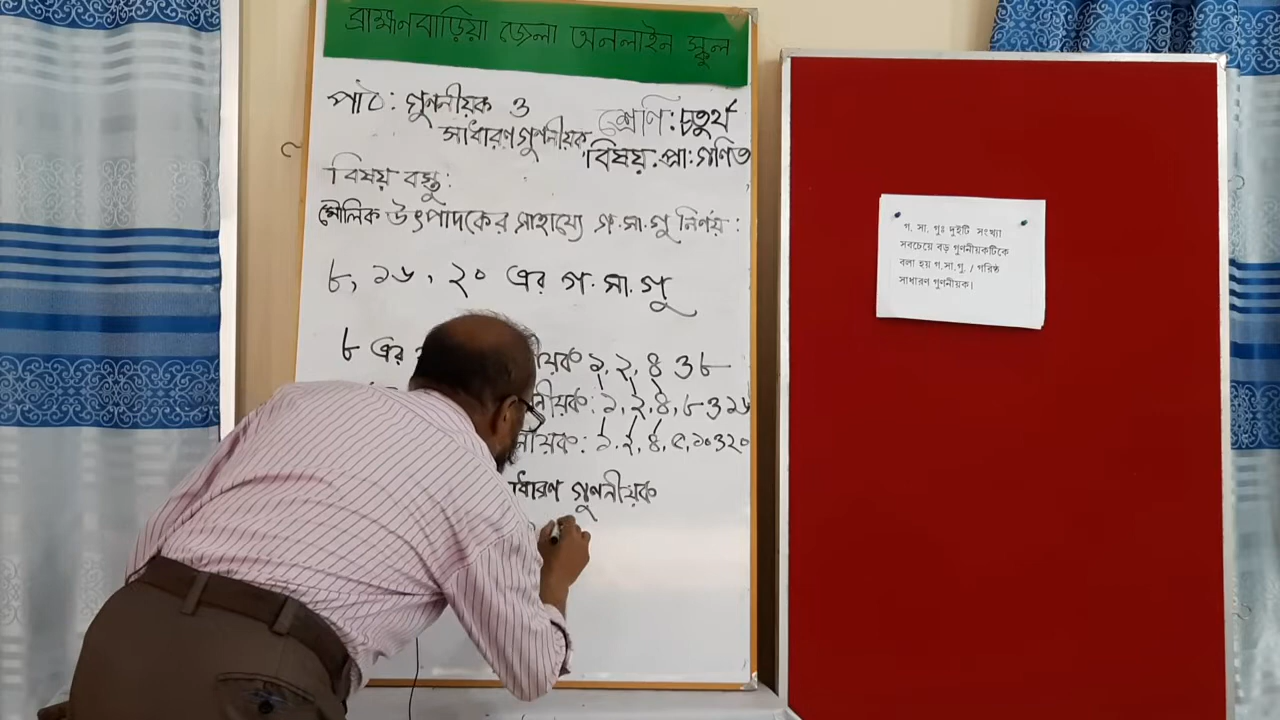 ব্রাহ্মনবাড়িয়া জেলা অনলাইন স্কুল
পাঠ: গুণনীয়ক ও
সাধারণ গুণনীয়ক
শ্রেণি: চতুর্থ
বিষয়: প্রা: গণিত
বিষয় বস্তু:
মৌলিক উৎপাদকের সাহায্যে গ.সা.গু নির্ণয়:
৮, ১৬, ২০ এর গ. সা. গু
৮ এর নীয়ক ১, ২, ৪ ও ৮
নীয়ক: ১, ২, ৪, ৮ ও ১৬
নীয়ক: ১, ২, ৪, ৫, ১০ ও ২০
ধারণ গুণনীয়ক
গ. সা. গুঃ দুইটি সংখ্যা
সবচেয়ে বড় গুণনীয়কটিকে
বলা হয় গ.সা.গু. / গরিষ্ঠ
সাধারণ গুণনীয়ক।